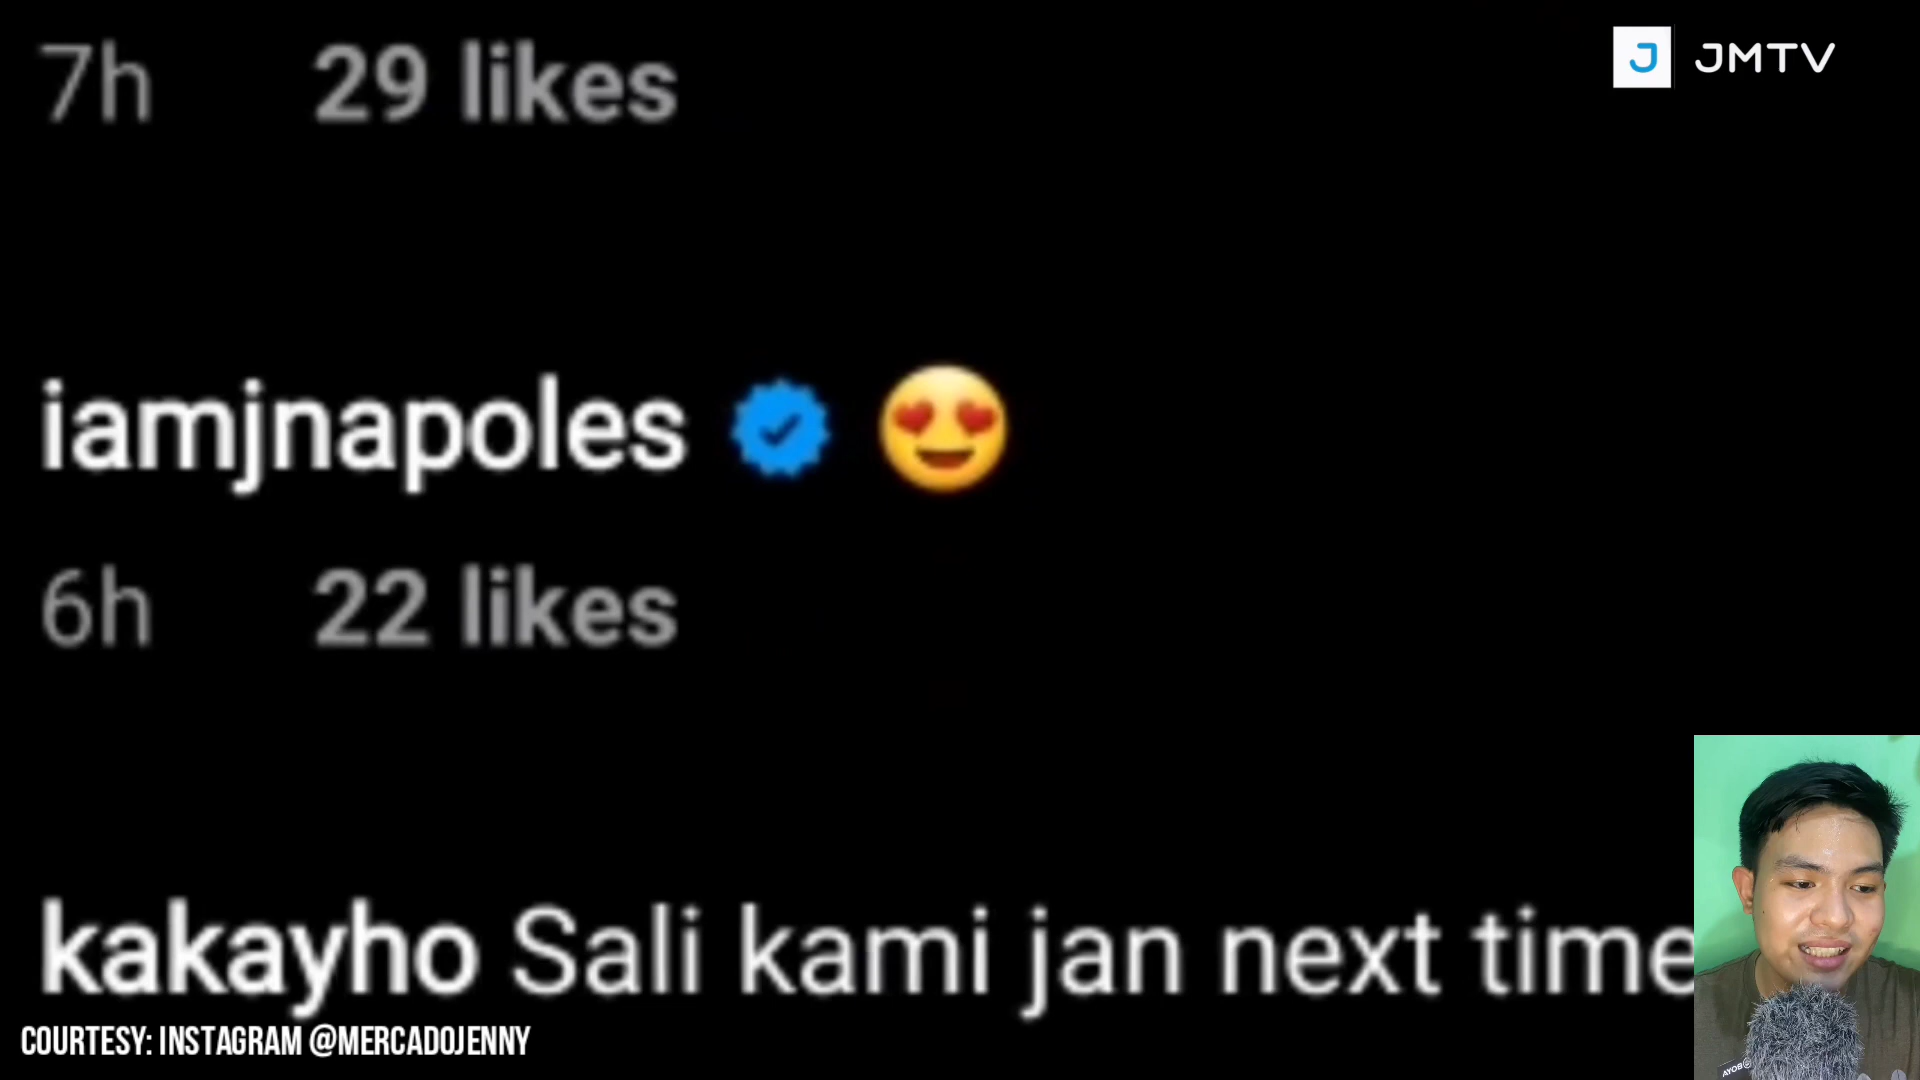 7h 29 likes
J JMTV
iamjnapoles 😍
6h 22 likes
kakayho Sali kami jan next time
COURTESY: INSTAGRAM @MERCADOJENNY